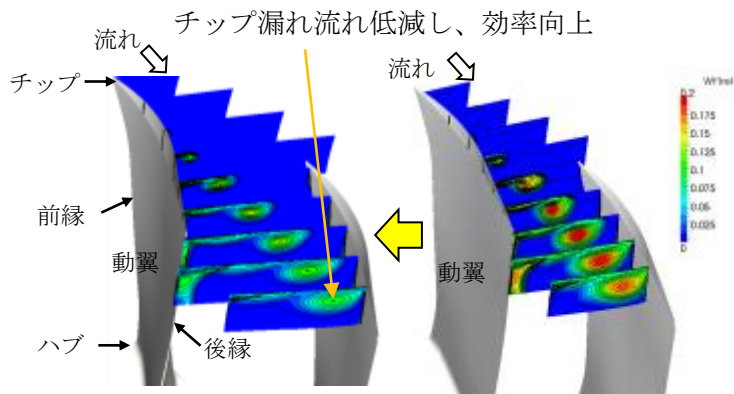 チップ漏れ流れ低減し、効率向上
流れ
チップ
前縁
動翼
ハブ
後縁
流れ
動翼
0.2
0.175
0.15
0.125
0.1
0.075
0.05
0.025
0